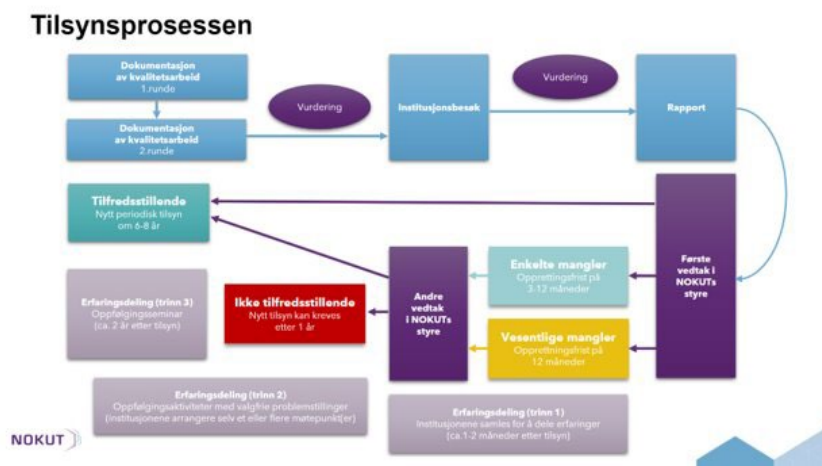 Tilsynsprosessen
Dokumentasjon
av kvalitetsarbeid
1.runde
Dokumentasjon
av kvalitetsarbeid
2.runde
Vurdering
Institusjonsbesøk
Vurdering
Rapport
Tilfredsstillende
Nytt periodisk tilsyn
om 6-8 år
Første
vedtak i
NOKUTs
styre
Enkelte mangler
Opprettingsfrist på
3-12 måneder
Andre
vedtak
i NOKUTs
styre
Ikke tilfredsstillende
Nytt tilsyn kan kreves
etter 1 år
Vesentlige mangler
Opprettningsfrist på
12 måneder
Erfaringsdeling (trinn 3)
Oppfølgingsseminar
(ca. 2 år etter tilsyn)
Erfaringsdeling (trinn 2)
Oppfølgingsaktiviteter med valgfrie problemstillinger
(institusjonene arrangere selv et eller flere møtepunkt(er)
Erfaringsdeling (trinn 1)
Institusjonene samles for å dele erfaringer
(ca.1-2 måneder etter tilsyn)
NOKUT